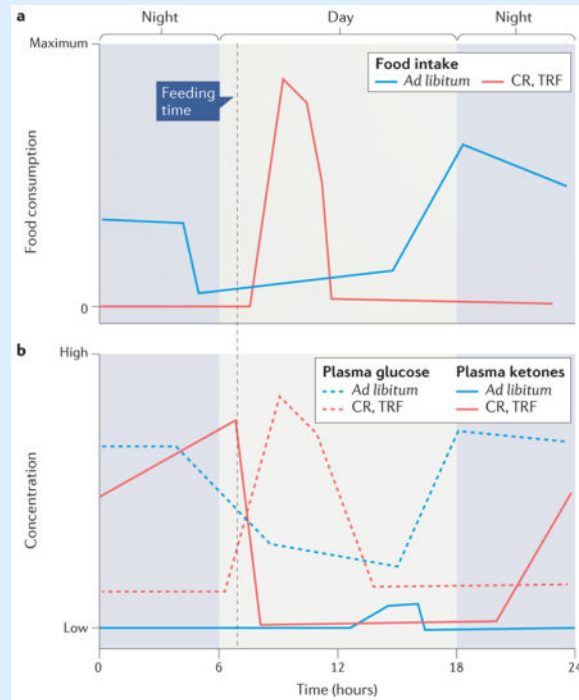 Night Day Night
a
Maximum
Food intake
Ad libitum CR, TRF
Feeding
time
Food consumption
0
b
High
Plasma glucose Plasma ketones
Ad libitum Ad libitum
CR, TRF CR, TRF
Concentration
Low
0 6 12 18 24
Time (hours)